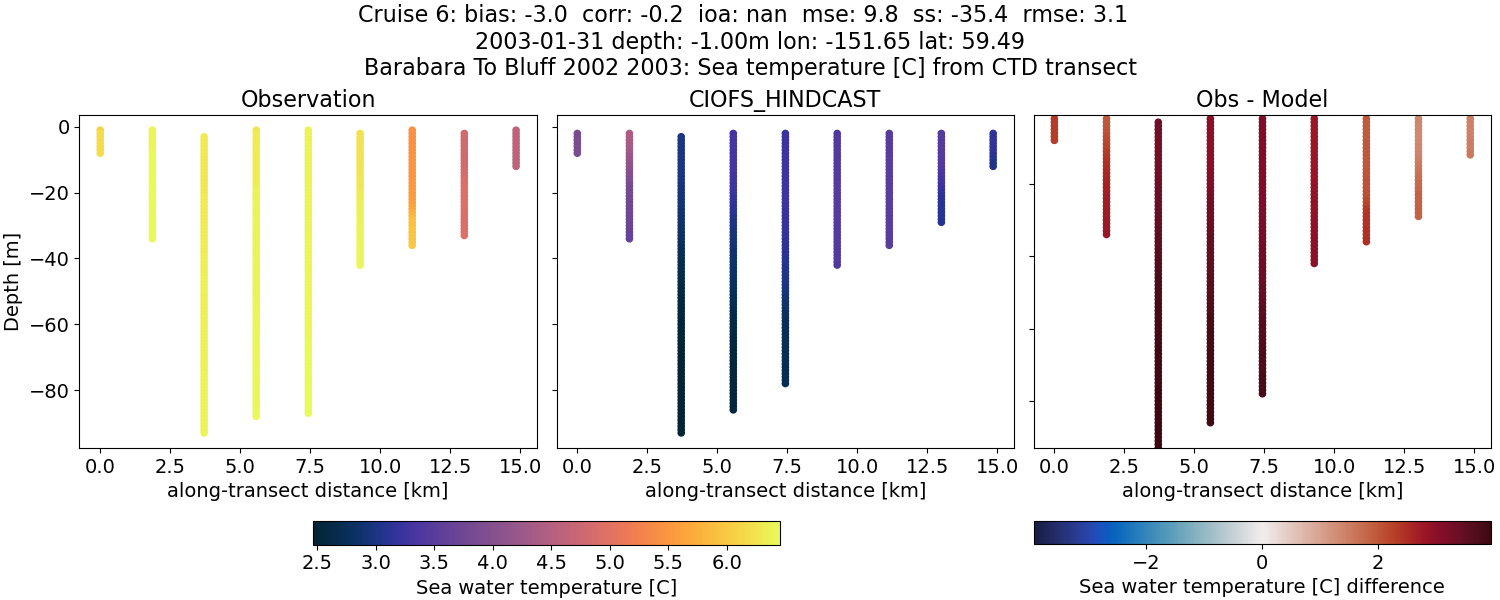 Cruise 6: bias: -3.0  corr: -0.2  ioa: nan  mse: 9.8  ss: -35.4  rmse: 3.1
2003-01-31 depth: -1.00m lon: -151.65 lat: 59.49
Barabara To Bluff 2002 2003: Sea temperature [C] from CTD transect
Observation
CIOFS_HINDCAST
Obs - Model
Depth [m]
0
−20
−40
−60
−80
0.0 2.5 5.0 7.5 10.0 12.5 15.0
along-transect distance [km]
0.0 2.5 5.0 7.5 10.0 12.5 15.0
along-transect distance [km]
0.0 2.5 5.0 7.5 10.0 12.5 15.0
along-transect distance [km]
2.5 3.0 3.5 4.0 4.5 5.0 5.5 6.0
Sea water temperature [C]
−2 0 2
Sea water temperature [C] difference